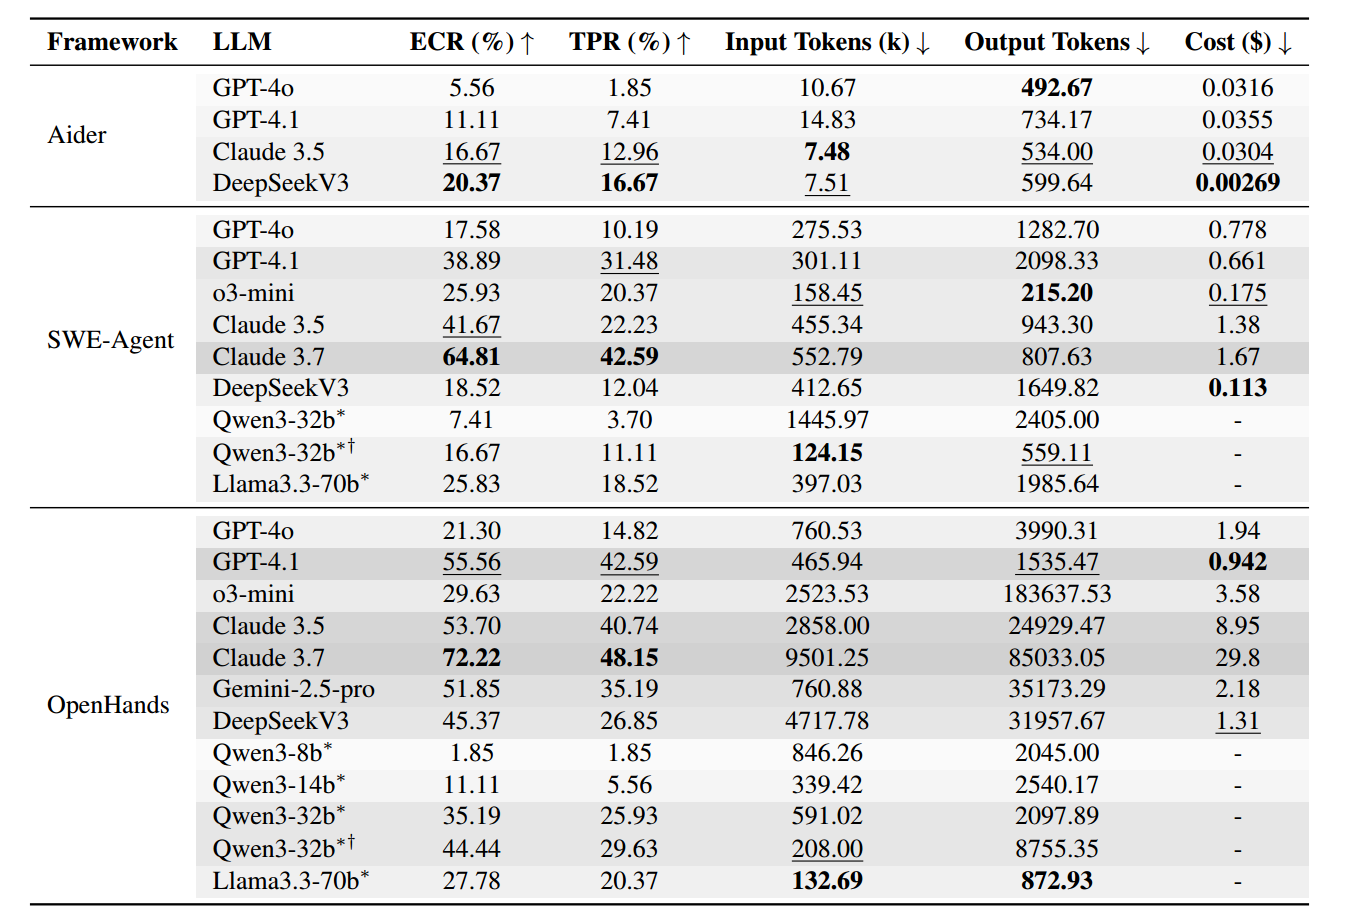 Framework LLM ECR (%) ↑ TPR (%) ↑ Input Tokens (k) ↓ Output Tokens ↓ Cost ($) ↓
Aider
GPT-4o 5.56 1.85 10.67 492.67 0.0316
GPT-4.1 11.11 7.41 14.83 734.17 0.0355
Claude 3.5 16.67 12.96 7.48 534.00 0.0304
DeepSeekV3 20.37 16.67 7.51 599.64 0.00269
SWE-Agent
GPT-4o 17.58 10.19 275.53 1282.70 0.778
GPT-4.1 38.89 31.48 301.11 2098.33 0.661
o3-mini 25.93 20.37 158.45 215.20 0.175
Claude 3.5 41.67 22.23 455.34 943.30 1.38
Claude 3.7 64.81 42.59 552.79 807.63 1.67
DeepSeekV3 18.52 12.04 412.65 1649.82 0.113
Qwen3-32b* 7.41 3.70 1445.97 2405.00 -
Qwen3-32b*† 16.67 11.11 124.15 559.11 -
Llama3.3-70b* 25.83 18.52 397.03 1985.64 -
OpenHands
GPT-4o 21.30 14.82 760.53 3990.31 1.94
GPT-4.1 55.56 42.59 465.94 1535.47 0.942
o3-mini 29.63 22.22 2523.53 183637.53 3.58
Claude 3.5 53.70 40.74 2858.00 24929.47 8.95
Claude 3.7 72.22 48.15 9501.25 85033.05 29.8
Gemini-2.5-pro 51.85 35.19 760.88 35173.29 2.18
DeepSeekV3 45.37 26.85 4717.78 31957.67 1.31
Qwen3-8b* 1.85 1.85 846.26 2045.00 -
Qwen3-14b* 11.11 5.56 339.42 2540.17 -
Qwen3-32b* 35.19 25.93 591.02 2097.89 -
Qwen3-32b*† 44.44 29.63 208.00 8755.35 -
Llama3.3-70b* 27.78 20.37 132.69 872.93 -